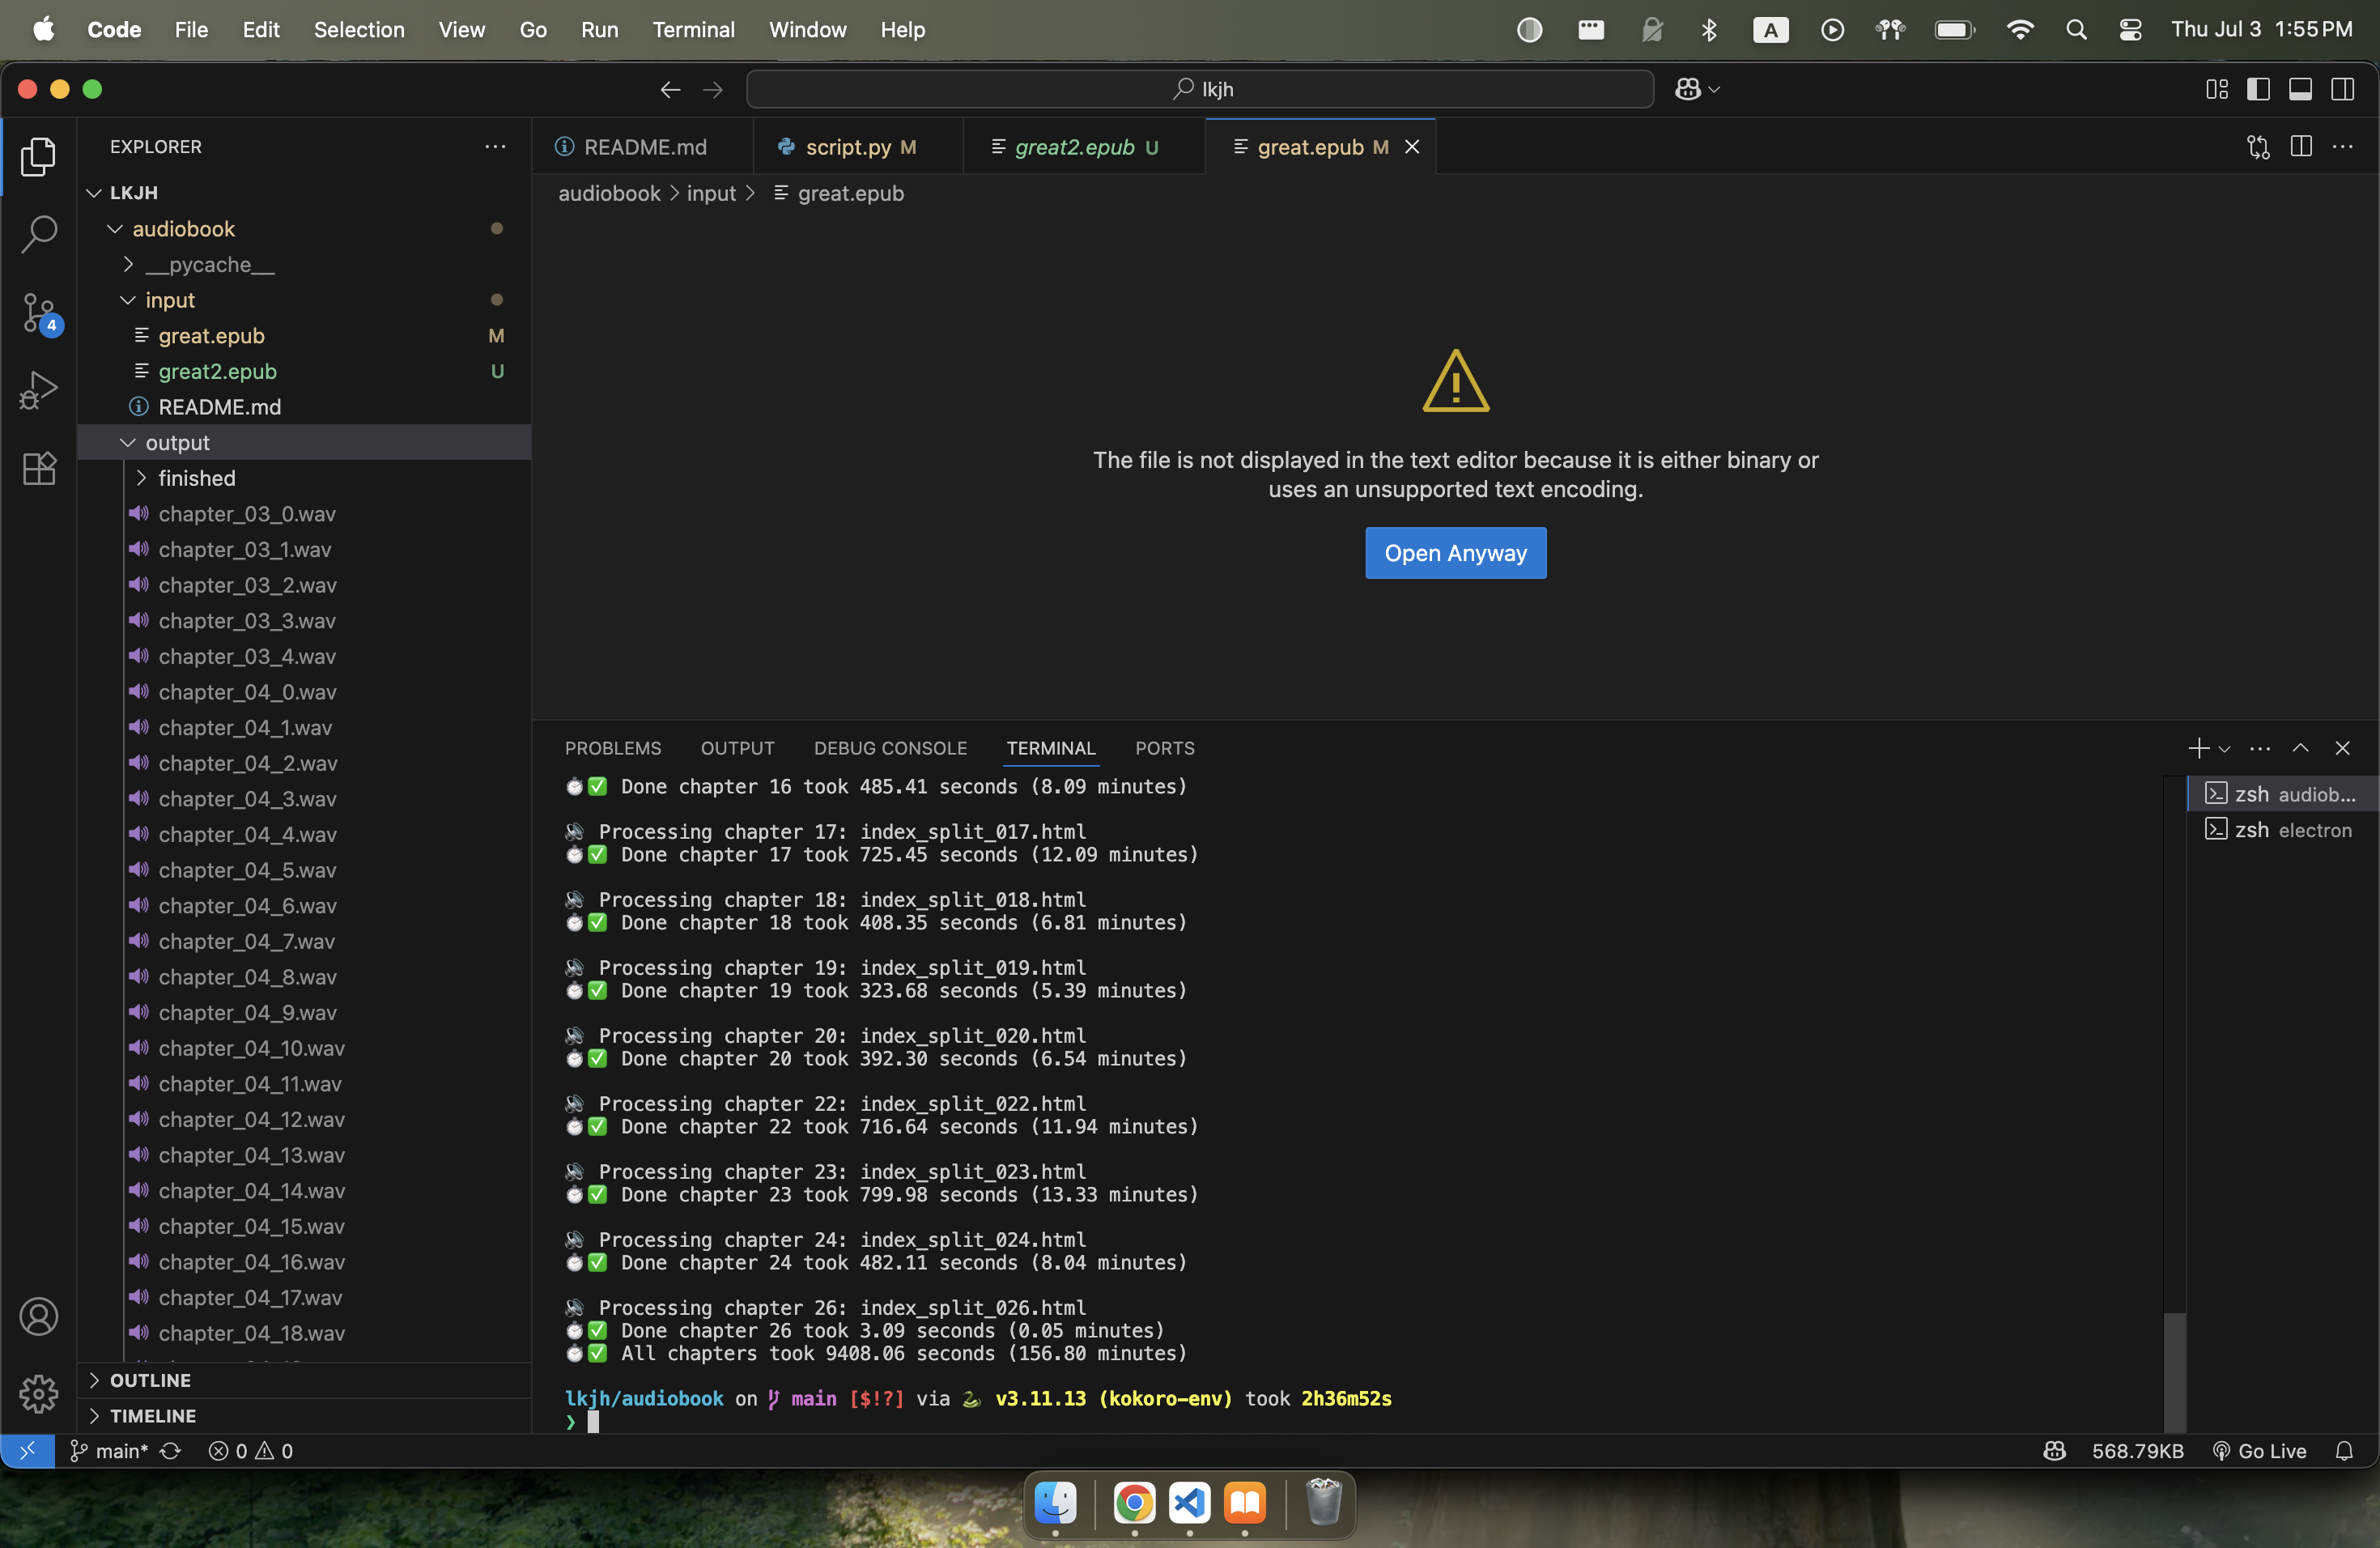 Code File Edit Selection View Go Run Terminal Window Help A Thu Jul 3 1:55 PM
lkjh
EXPLORER
LKJH
audiobook
__pycache__
input
great.epub M
great2.epub U
README.md
output
finished
chapter_03_0.wav
chapter_03_1.wav
chapter_03_2.wav
chapter_03_3.wav
chapter_03_4.wav
chapter_04_0.wav
chapter_04_1.wav
chapter_04_2.wav
chapter_04_3.wav
chapter_04_4.wav
chapter_04_5.wav
chapter_04_6.wav
chapter_04_7.wav
chapter_04_8.wav
chapter_04_9.wav
chapter_04_10.wav
chapter_04_11.wav
chapter_04_12.wav
chapter_04_13.wav
chapter_04_14.wav
chapter_04_15.wav
chapter_04_16.wav
chapter_04_17.wav
chapter_04_18.wav
OUTLINE
TIMELINE
4
README.md script.py M great2.epub U great.epub M
audiobook > input > great.epub
The file is not displayed in the text editor because it is either binary or
uses an unsupported text encoding.
Open Anyway
PROBLEMS OUTPUT DEBUG CONSOLE TERMINAL PORTS
Done chapter 16 took 485.41 seconds (8.09 minutes)
Processing chapter 17: index_split_017.html
Done chapter 17 took 725.45 seconds (12.09 minutes)
Processing chapter 18: index_split_018.html
Done chapter 18 took 408.35 seconds (6.81 minutes)
Processing chapter 19: index_split_019.html
Done chapter 19 took 323.68 seconds (5.39 minutes)
Processing chapter 20: index_split_020.html
Done chapter 20 took 392.30 seconds (6.54 minutes)
Processing chapter 22: index_split_022.html
Done chapter 22 took 716.64 seconds (11.94 minutes)
Processing chapter 23: index_split_023.html
Done chapter 23 took 799.98 seconds (13.33 minutes)
Processing chapter 24: index_split_024.html
Done chapter 24 took 482.11 seconds (8.04 minutes)
Processing chapter 26: index_split_026.html
Done chapter 26 took 3.09 seconds (0.05 minutes)
All chapters took 9408.06 seconds (156.80 minutes)
lkjh/audiobook on main [$!?] via v3.11.13 (kokoro-env) took 2h36m52s
❯
zsh audiob...
zsh electron
main* 0 0 568.79KB Go Live